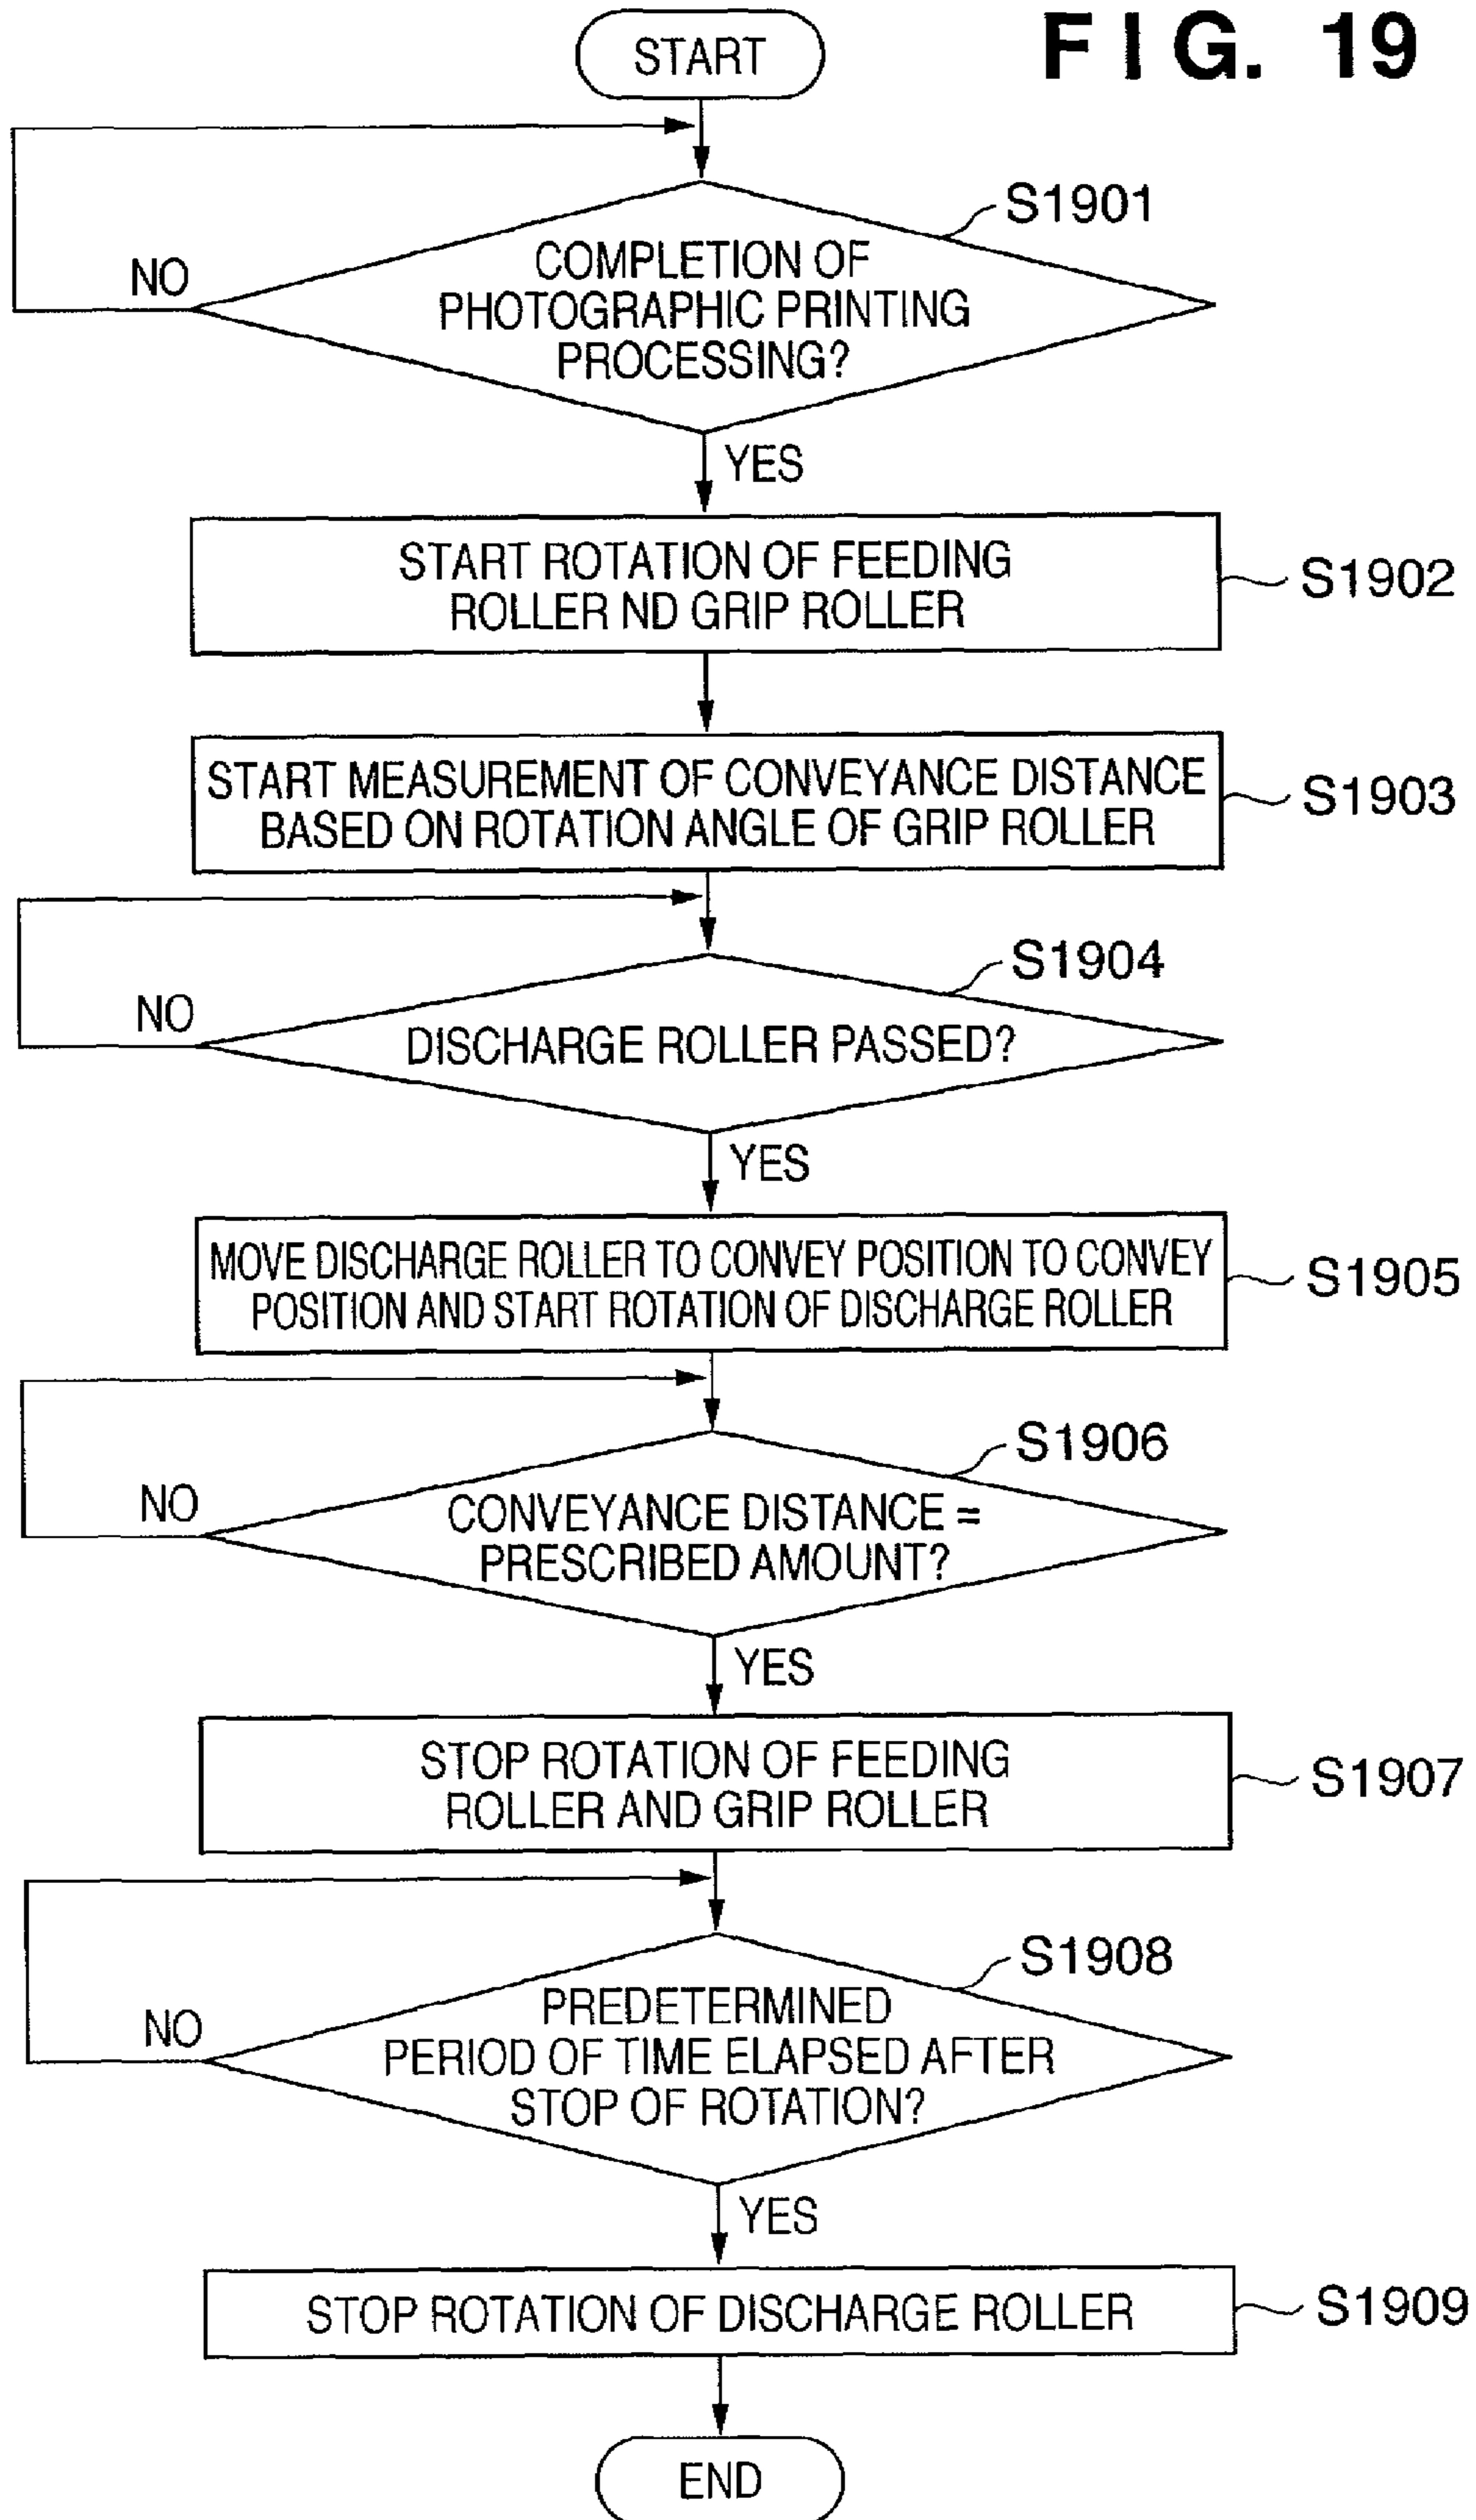 FIG. 19
START
S1901
COMPLETION OF
PHOTOGRAPHIC PRINTING
PROCESSING?
NO
YES
START ROTATION OF FEEDING
ROLLER ND GRIP ROLLER
S1902
START MEASUREMENT OF CONVEYANCE DISTANCE
BASED ON ROTATION ANGLE OF GRIP ROLLER
S1903
S1904
NO
DISCHARGE ROLLER PASSED?
YES
MOVE DISCHARGE ROLLER TO CONVEY POSITION TO CONVEY
POSITION AND START ROTATION OF DISCHARGE ROLLER
S1905
S1906
NO
CONVEYANCE DISTANCE =
PRESCRIBED AMOUNT?
YES
STOP ROTATION OF FEEDING
ROLLER AND GRIP ROLLER
S1907
S1908
NO
PREDETERMINED
PERIOD OF TIME ELAPSED AFTER
STOP OF ROTATION?
YES
STOP ROTATION OF DISCHARGE ROLLER
S1909
END